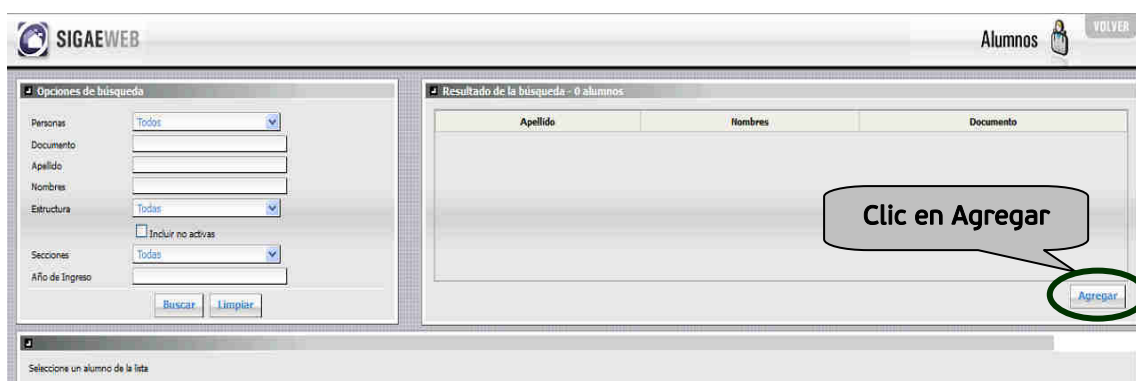 SIGAEWEB
Alumnos
VOLVER
Opciones de búsqueda
Personas Todos
Documento
Apellido
Nombres
Estructura Todas
Incluir no activas
Secciones Todas
Año de Ingreso
Buscar Limpiar
Resultado de la búsqueda - 0 alumnos
Apellido Nombres Documento
Clic en Agregar
Agregar
Seleccione un alumno de la lista